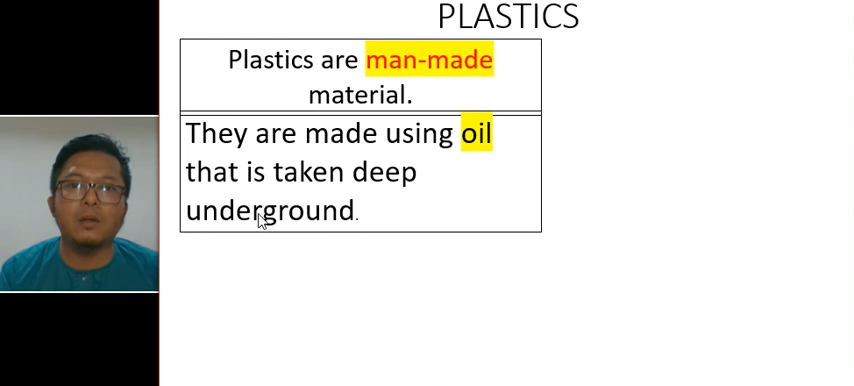 PLASTICS
Plastics are man-made
material.
They are made using oil
that is taken deep
underground.